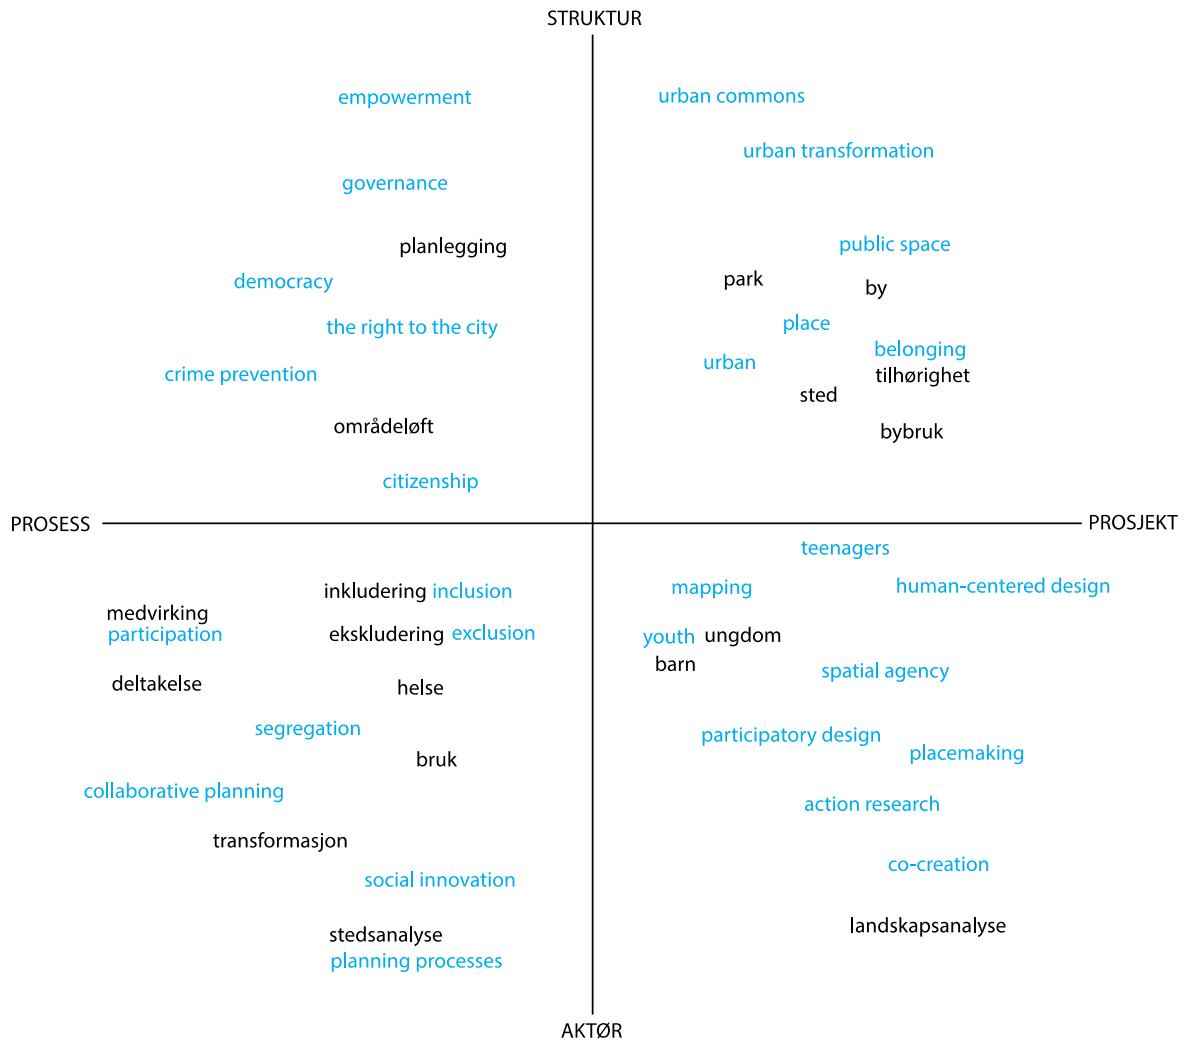 STRUKTUR
empowerment
urban commons
urban transformation
governance
planlegging
public space
democracy
park
by
the right to the city
place
urban
belonging
crime prevention
tilhørighet
sted
områdeløft
bybruk
citizenship
PROSESS
PROSJEKT
teenagers
inkludering inclusion
mapping
human-centered design
medvirking
participation
ekskludering exclusion
youth ungdom
barn
deltakelse
helse
spatial agency
segregation
participatory design
bruk
placemaking
collaborative planning
action research
transformasjon
social innovation
co-creation
stedsanalyse
landskapsanalyse
planning processes
AKTØR